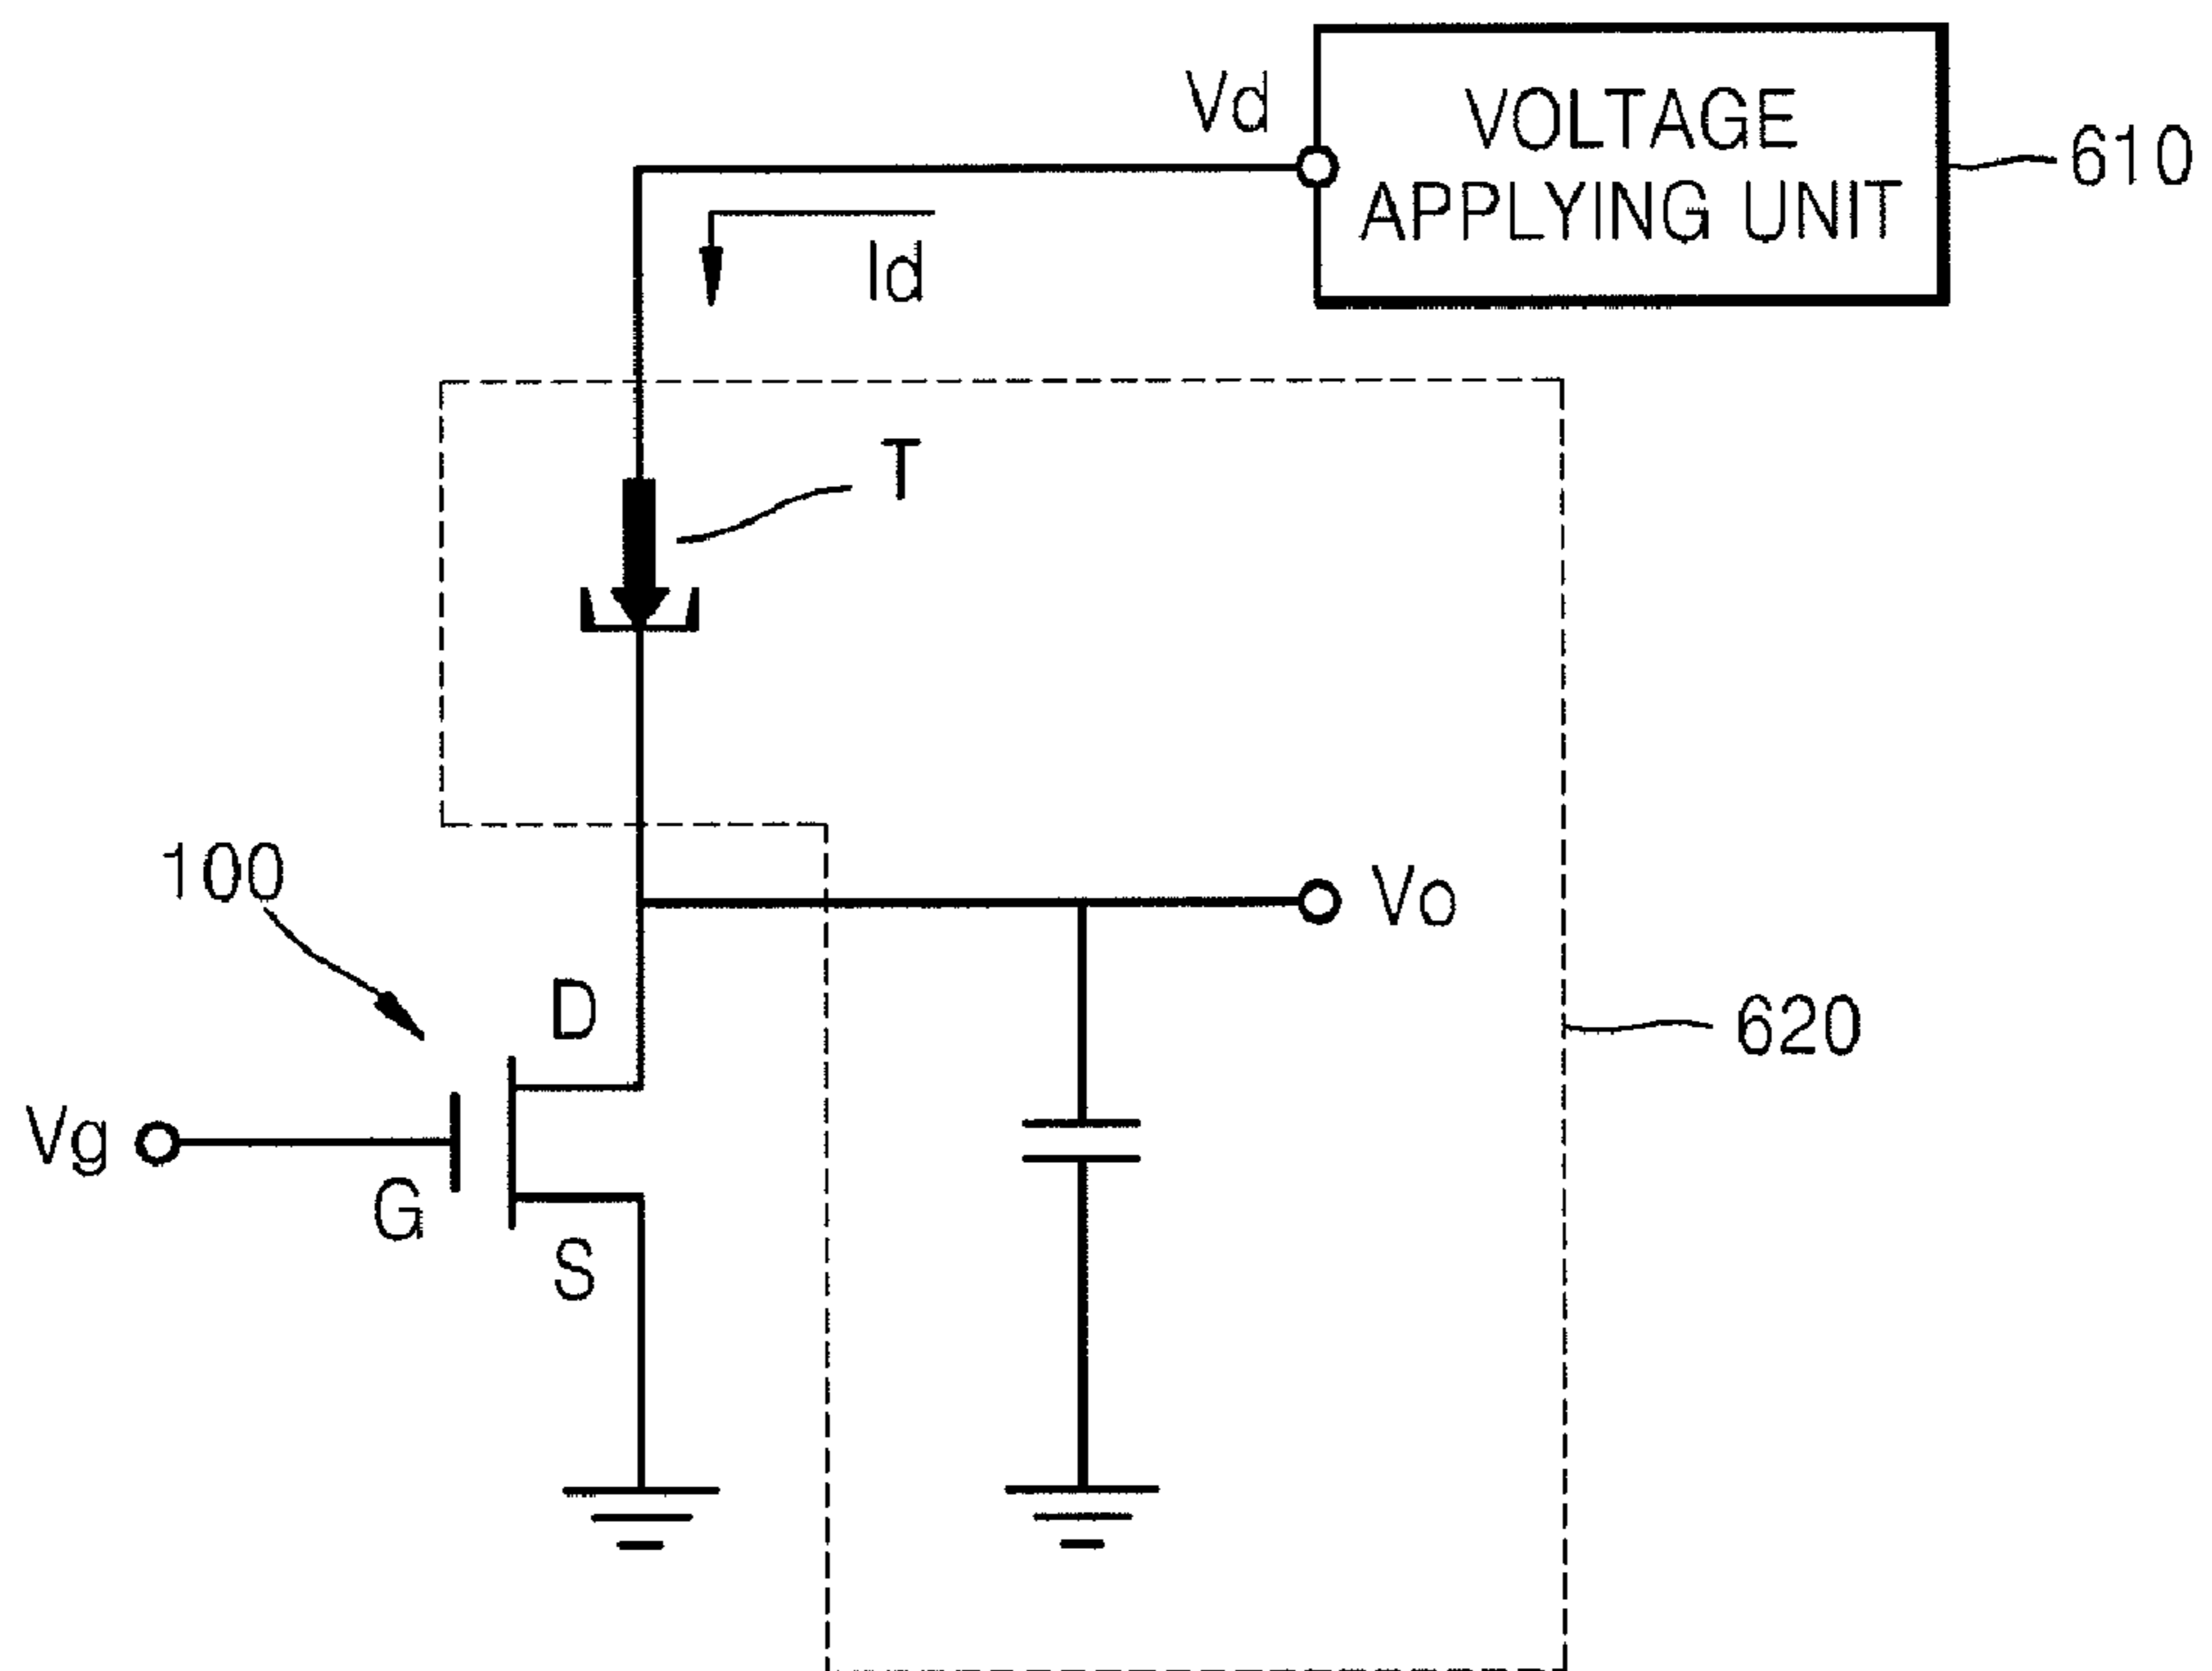 Vd
VOLTAGE
APPLYING UNIT
610
Id
T
100
Vo
D
620
Vg
G
S